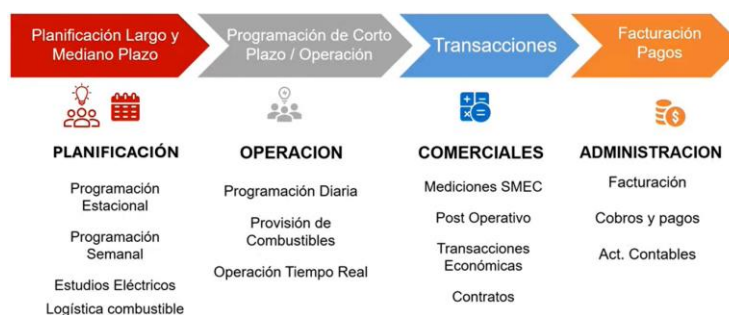 Planificación Largo y
Mediano Plazo
Programación de Corto
Plazo / Operación
Transacciones
Facturación
Pagos
PLANIFICACIÓN
Programación
Estacional
Programación
Semanal
Estudios Eléctricos
Logística combustible
OPERACION
Programación Diaria
Provisión de
Combustibles
Operación Tiempo Real
COMERCIALES
Mediciones SMEC
Post Operativo
Transacciones
Económicas
Contratos
ADMINISTRACION
Facturación
Cobros y pagos
Act. Contables